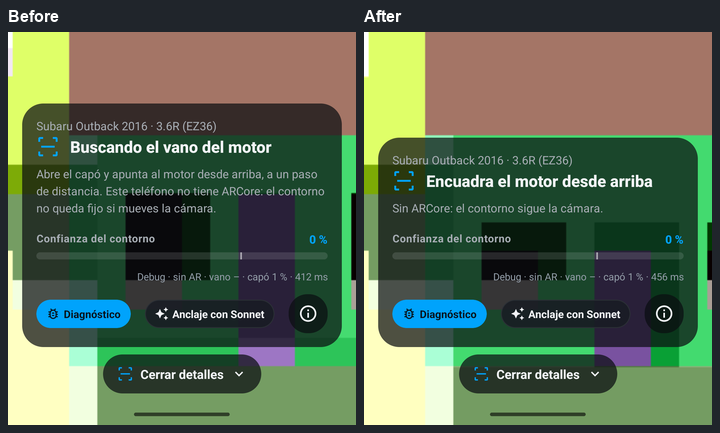 Before
Subaru Outback 2016 · 3.6R (EZ36)
Buscando el vano del motor
Abre el capó y apunta al motor desde arriba, a un paso
de distancia. Este teléfono no tiene ARCore: el contorno
no queda fijo si mueves la cámara.
Confianza del contorno 0 %
Debug · sin AR · vano – · capó 1 % · 412 ms
Diagnóstico Anclaje con Sonnet
Cerrar detalles
After
Subaru Outback 2016 · 3.6R (EZ36)
Encuadra el motor desde arriba
Sin ARCore: el contorno sigue la cámara.
Confianza del contorno 0 %
Debug · sin AR · vano – · capó 1 % · 456 ms
Diagnóstico Anclaje con Sonnet
Cerrar detalles